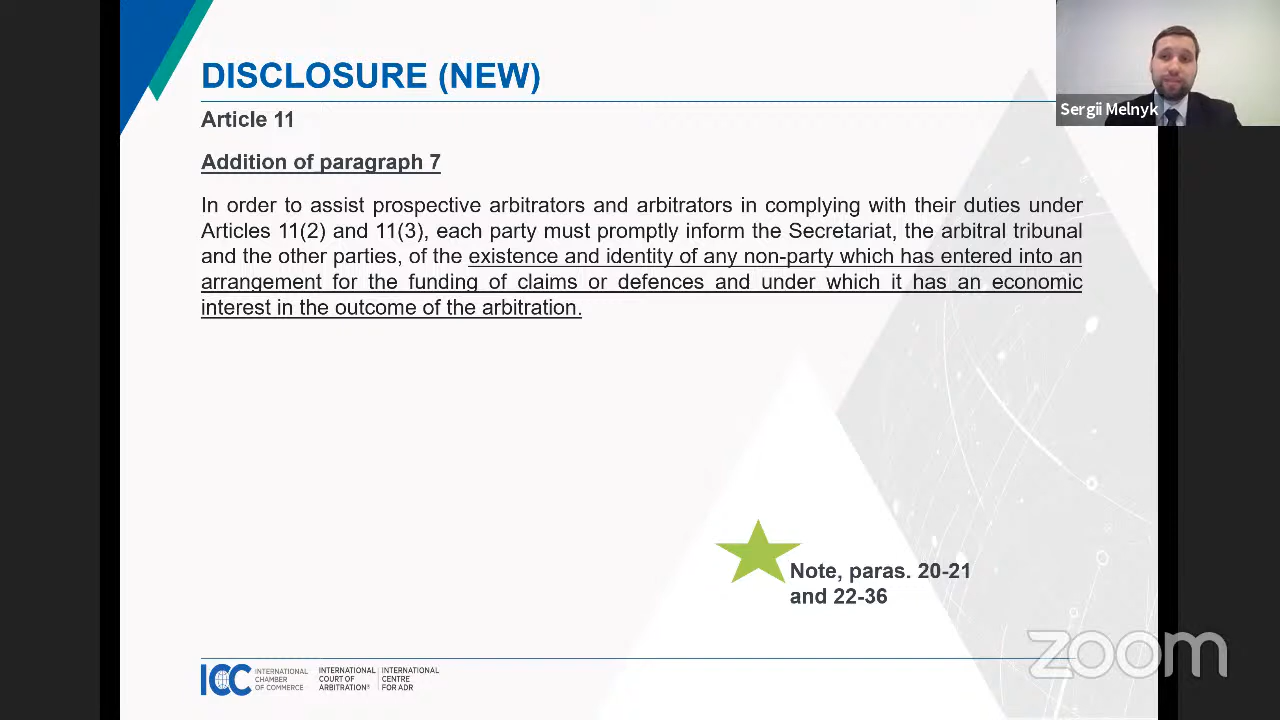 DISCLOSURE (NEW)
Sergii Melnyk
Article 11
Addition of paragraph 7
In order to assist prospective arbitrators and arbitrators in complying with their duties under
Articles 11(2) and 11(3), each party must promptly inform the Secretariat, the arbitral tribunal
and the other parties, of the existence and identity of any non-party which has entered into an
arrangement for the funding of claims or defences and under which it has an economic
interest in the outcome of the arbitration.
Note, paras. 20-21
and 22-36
zoom
ICC
INTERNATIONAL
CHAMBER
OF COMMERCE
INTERNATIONAL
COURT OF
ARBITRATION®
INTERNATIONAL
CENTRE
FOR ADR